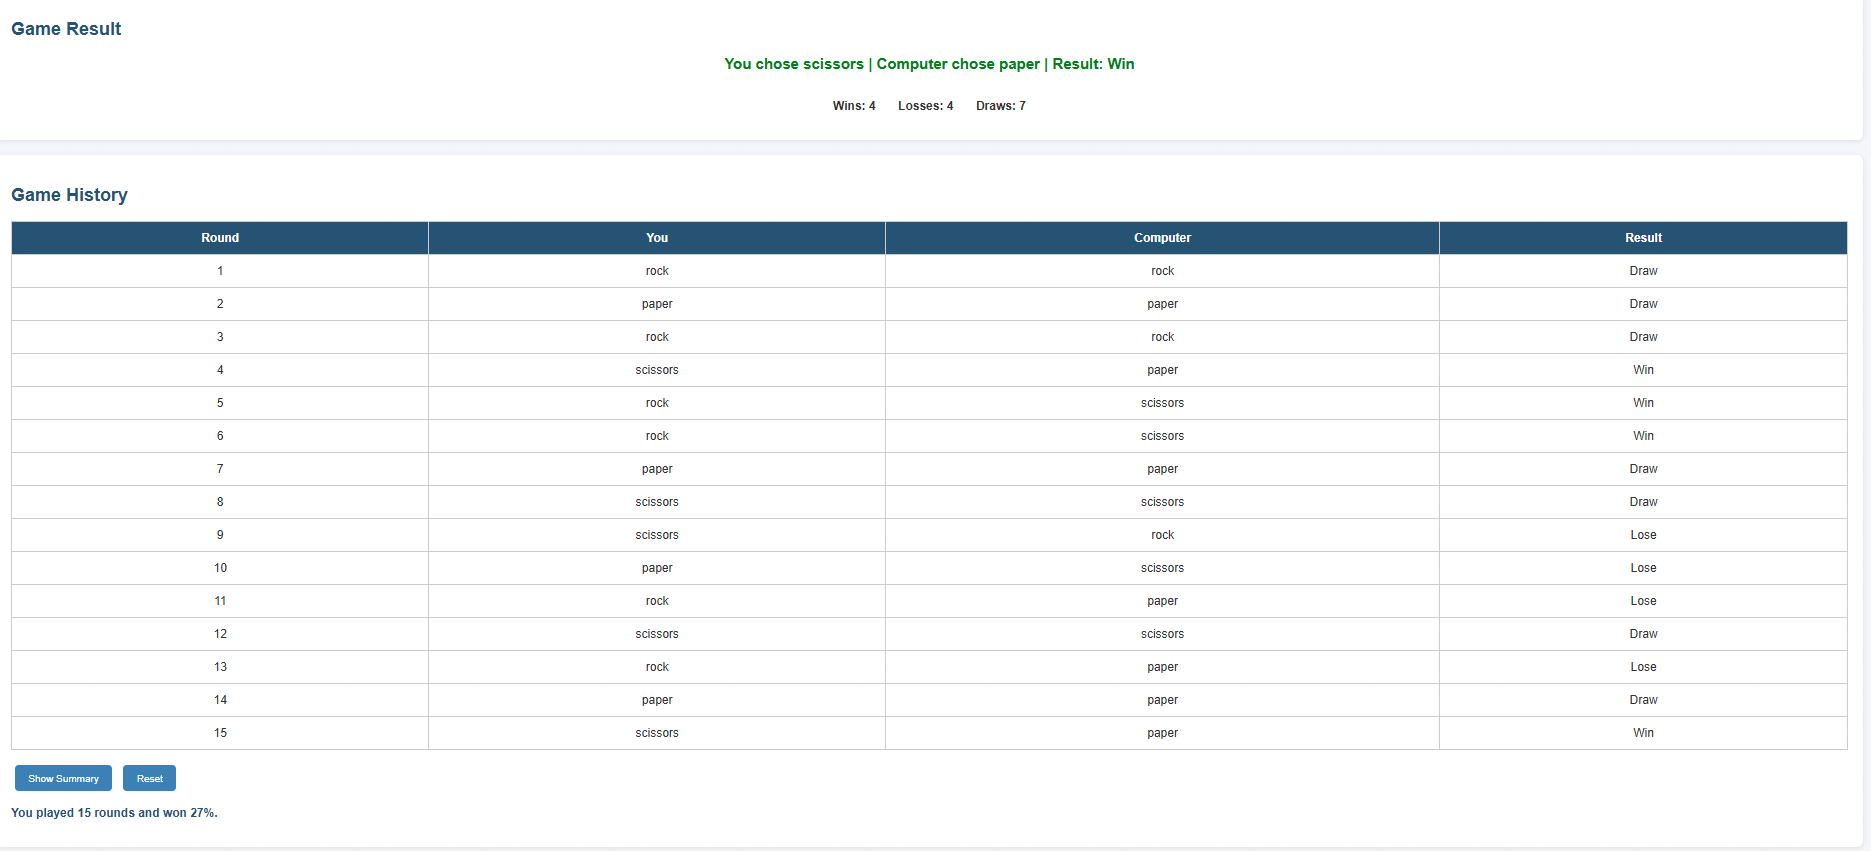 Game Result
You chose scissors | Computer chose paper | Result: Win
Wins: 4 Losses: 4 Draws: 7
Game History
Round You Computer Result
1 rock rock Draw
2 paper paper Draw
3 rock rock Draw
4 scissors paper Win
5 rock scissors Win
6 rock scissors Win
7 paper paper Draw
8 scissors scissors Draw
9 scissors rock Lose
10 paper scissors Lose
11 rock paper Lose
12 scissors scissors Draw
13 rock paper Lose
14 paper paper Draw
15 scissors paper Win
Show Summary Reset
You played 15 rounds and won 27%.